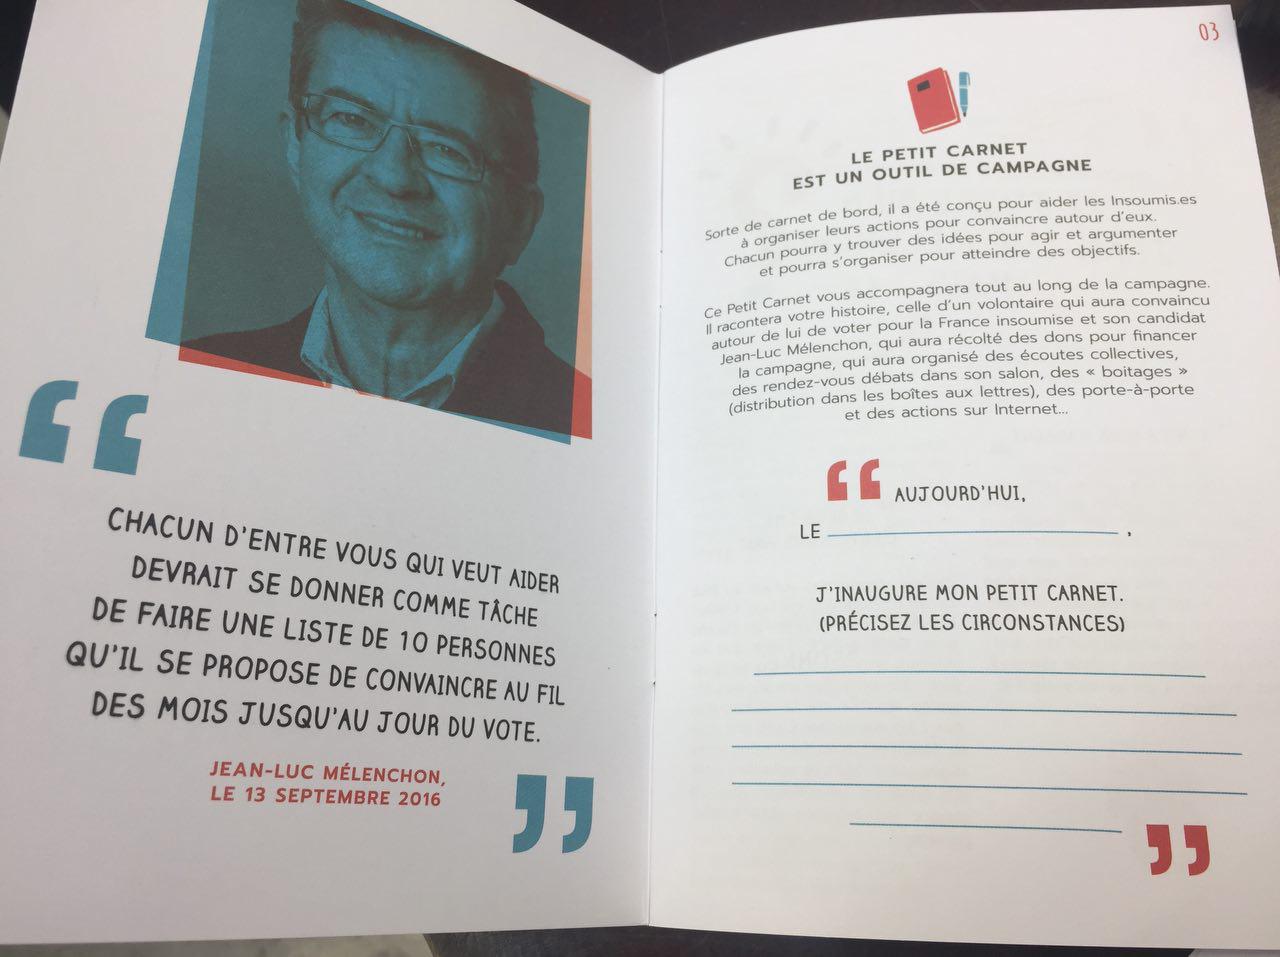 CHACUN D'ENTRE VOUS QUI VEUT AIDER
DEVRAIT SE DONNER COMME TÂCHE
DE FAIRE UNE LISTE DE 10 PERSONNES
QU'IL SE PROPOSE DE CONVAINCRE AU FIL
DES MOIS JUSQU'AU JOUR DU VOTE.
JEAN-LUC MÉLENCHON,
LE 13 SEPTEMBRE 2016
03
LE PETIT CARNET
EST UN OUTIL DE CAMPAGNE
Sorte de carnet de bord, il a été conçu pour aider les Insoumis.es
à organiser leurs actions pour convaincre autour d'eux.
Chacun pourra y trouver des idées pour agir et argumenter
et pourra s'organiser pour atteindre des objectifs.
Ce Petit Carnet vous accompagnera tout au long de la campagne.
Il racontera votre histoire, celle d'un volontaire qui aura convaincu
autour de lui de voter pour la France insoumise et son candidat
Jean-Luc Mélenchon, qui aura récolté des dons pour financer
la campagne, qui aura organisé des écoutes collectives,
des rendez-vous débats dans son salon, des « boitages »
(distribution dans les boîtes aux lettres), des porte-à-porte
et des actions sur Internet...
“ AUJOURD'HUI,
LE ,
J'INAUGURE MON PETIT CARNET.
(PRÉCISEZ LES CIRCONSTANCES)
”